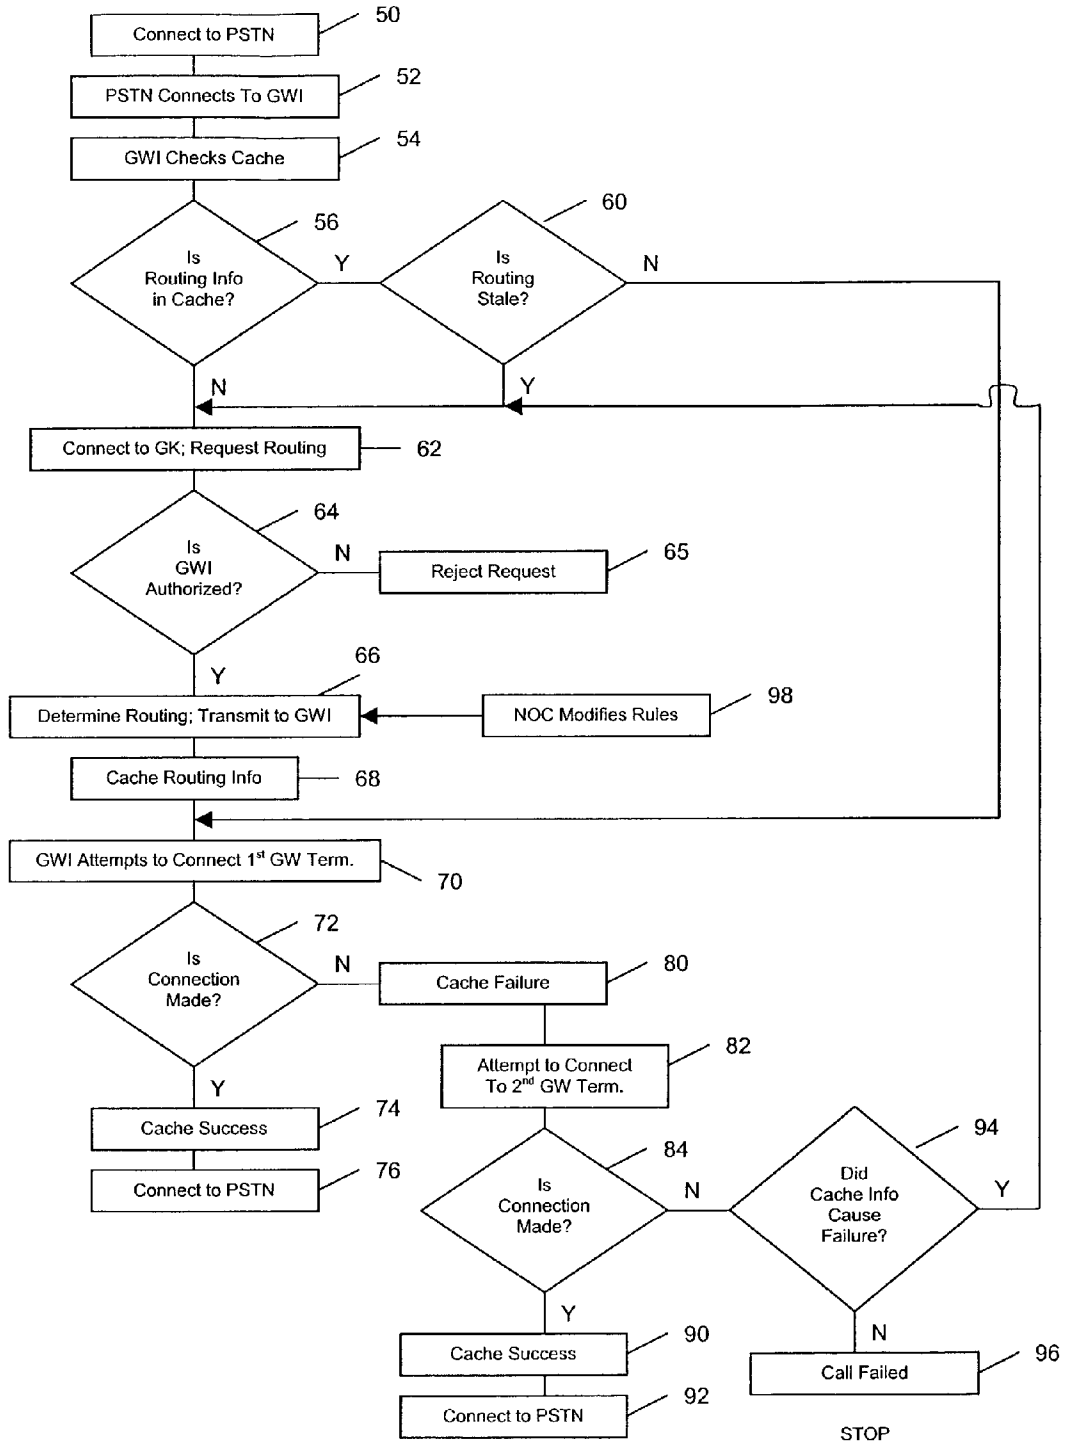 50
Connect to PSTN
52
PSTN Connects To GWI
54
GWI Checks Cache
56
Is
Routing Info
in Cache?
Y
60
Is
Routing
Stale?
N
N
Y
Connect to GK; Request Routing
62
64
Is
GWI
Authorized?
N
Reject Request
65
Y
66
Determine Routing; Transmit to GWI
NOC Modifies Rules
98
Cache Routing Info
68
GWI Attempts to Connect 1st GW Term.
70
72
Is
Connection
Made?
N
Cache Failure
80
Attempt to Connect
To 2nd GW Term.
82
Y
Cache Success
74
Connect to PSTN
76
84
Is
Connection
Made?
N
94
Did
Cache Info
Cause
Failure?
Y
Y
Cache Success
90
Connect to PSTN
92
N
Call Failed
96
STOP